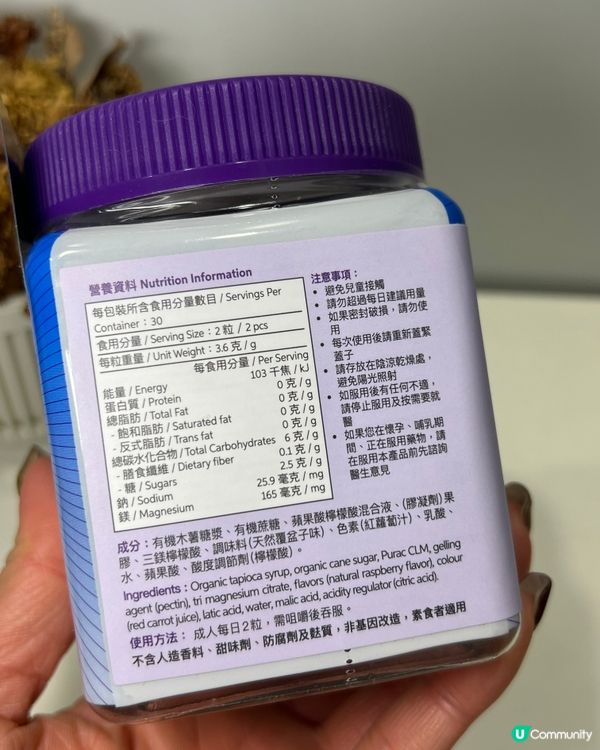 營養資料 Nutrition Information
每包裝所含食用分量數目 / Servings Per
Container : 30
食用分量 / Serving Size : 2 粒 / 2 pcs
每粒重量 / Unit Weight : 3.6 克 / g
每食用分量 / Per Serving
能量 / Energy 103 千焦 / kJ
蛋白質 / Protein 0 克 / g
總脂肪 / Total Fat 0 克 / g
- 飽和脂肪 / Saturated fat 0 克 / g
- 反式脂肪 / Trans fat 0 克 / g
總碳水化合物 / Total Carbohydrates 6 克 / g
- 膳食纖維 / Dietary fiber 0.1 克 / g
- 糖 / Sugars 2.5 克 / g
鈉 / Sodium 25.9 毫克 / mg
鎂 / Magnesium 165 毫克 / mg
注意事項：
• 避免兒童接觸
• 請勿超過每日建議用量
• 如果密封破損，請勿使
用
• 每次使用後請重新蓋緊
蓋子
• 請存放在陰涼乾燥處，
避免陽光照射
• 如服用後有任何不適，
請停止服用及按需要就
醫
• 如果您在懷孕、哺乳期
間、正在服用藥物，請
在服用本產品前先諮詢
醫生意見
成分：有機木薯糖漿、有機蔗糖、蘋果酸檸檬酸混合液、(膠凝劑)果
膠、三鎂檸檬酸、調味料(天然覆盆子味)、色素(紅蘿蔔汁)、乳酸、
水、蘋果酸、酸度調節劑(檸檬酸)。
Ingredients : Organic tapioca syrup, organic cane sugar, Purac CLM, gelling
agent (pectin), tri magnesium citrate, flavors (natural raspberry flavor), colour
(red carrot juice), latic acid, water, malic acid, acidity regulator (citric acid).
使用方法： 成人每日2粒，需咀嚼後吞服。
不含人造香料、甜味劑、防腐劑及麩質，非基因改造，素食者適用
U Community